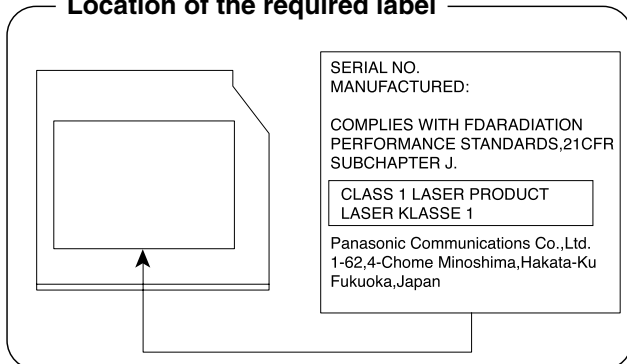 Location of the required label
SERIAL NO.
MANUFACTURED:
COMPLIES WITH FDARADIATION
PERFORMANCE STANDARDS,21CFR
SUBCHAPTER J.
CLASS 1 LASER PRODUCT
LASER KLASSE 1
Panasonic Communications Co.,Ltd.
1-62,4-Chome Minoshima,Hakata-Ku
Fukuoka,Japan